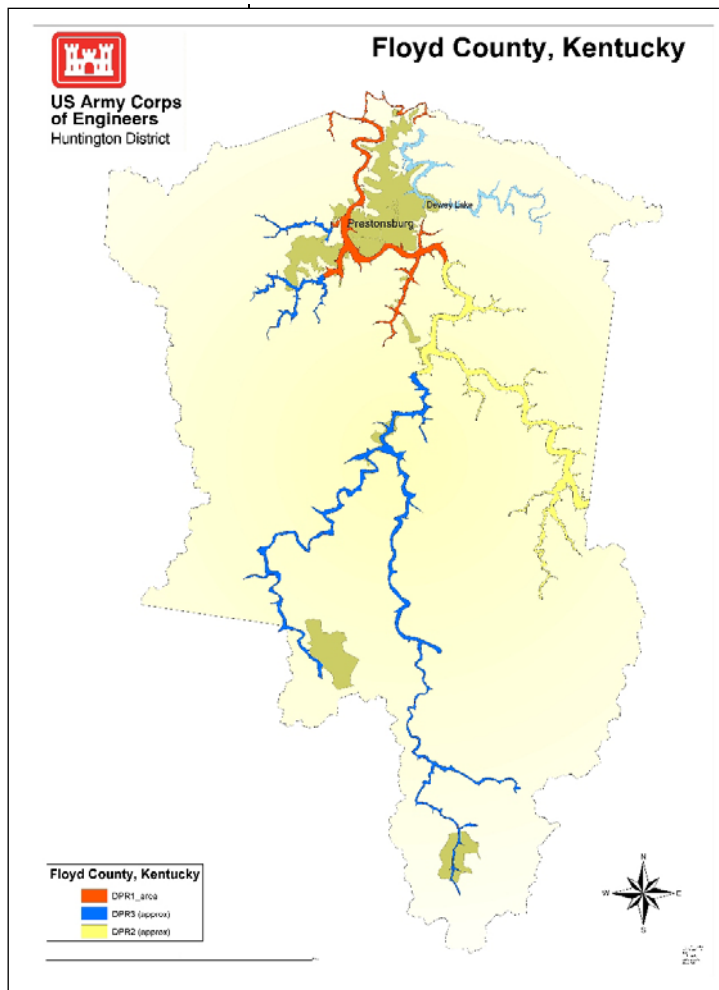 Floyd County, Kentucky
US Army Corps
of Engineers
Huntington District
Dewey Lake
Prestonsburg
Floyd County, Kentucky
DPR1_area
DPR3 (approx)
DPR2 (approx)
N
W
E
S